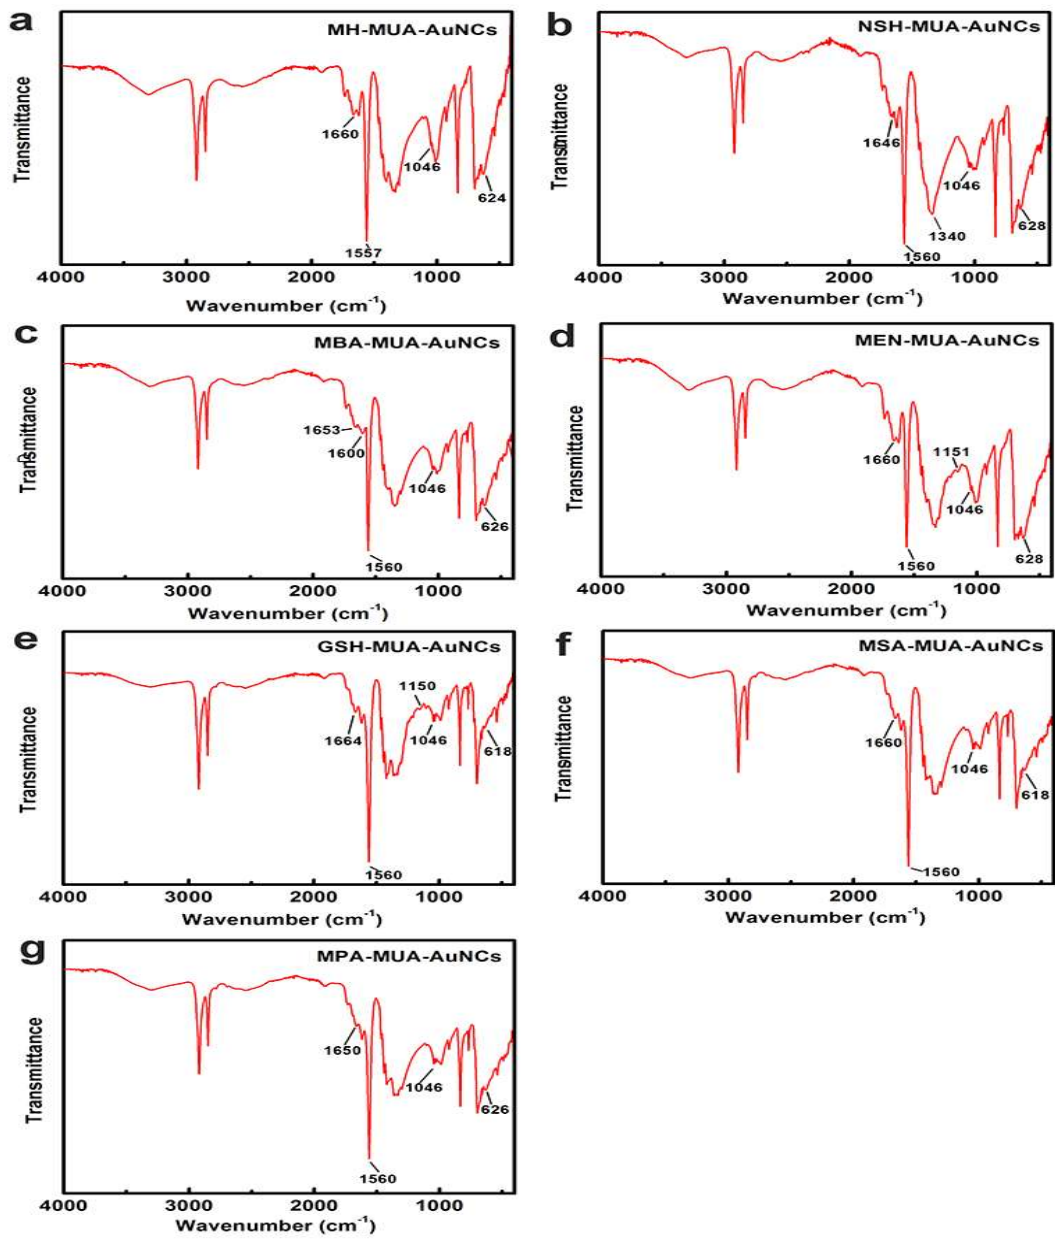 a
MH-MUA-AuNCs
Transmittance
1660
1046
624
1557
4000 3000 2000 1000
Wavenumber (cm⁻¹)
b
NSH-MUA-AuNCs
Transmittance
1646
1046
1340
628
1560
4000 3000 2000 1000
Wavenumber (cm⁻¹)
c
MBA-MUA-AuNCs
Transmittance
1653
1600
1046
626
1560
4000 3000 2000 1000
Wavenumber (cm⁻¹)
d
MEN-MUA-AuNCs
Transmittance
1660
1151
1046
628
1560
4000 3000 2000 1000
Wavenumber (cm⁻¹)
e
GSH-MUA-AuNCs
Transmittance
1150
1664
1046
618
1560
4000 3000 2000 1000
Wavenumber (cm⁻¹)
f
MSA-MUA-AuNCs
Transmittance
1660
1046
618
1560
4000 3000 2000 1000
Wavenumber (cm⁻¹)
g
MPA-MUA-AuNCs
Transmittance
1650
1046
626
1560
4000 3000 2000 1000
Wavenumber (cm⁻¹)